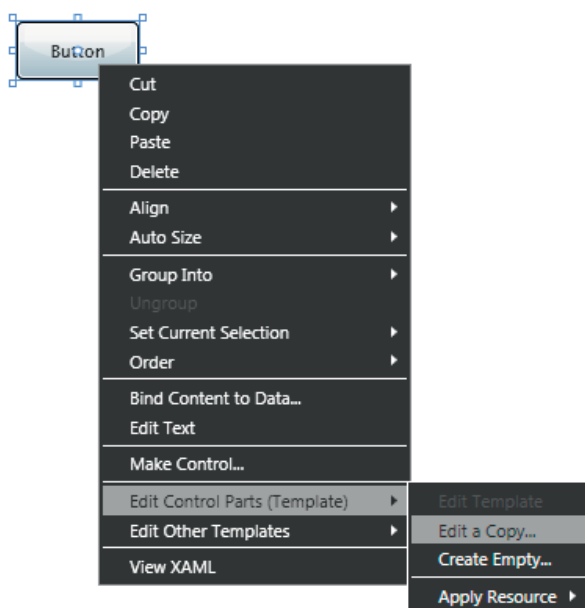 Button
Cut
Copy
Paste
Delete
Align
Auto Size
Group Into
Ungroup
Set Current Selection
Order
Bind Content to Data...
Edit Text
Make Control...
Edit Control Parts (Template)
Edit Template
Edit Other Templates
Edit a Copy...
View XAML
Create Empty...
Apply Resource